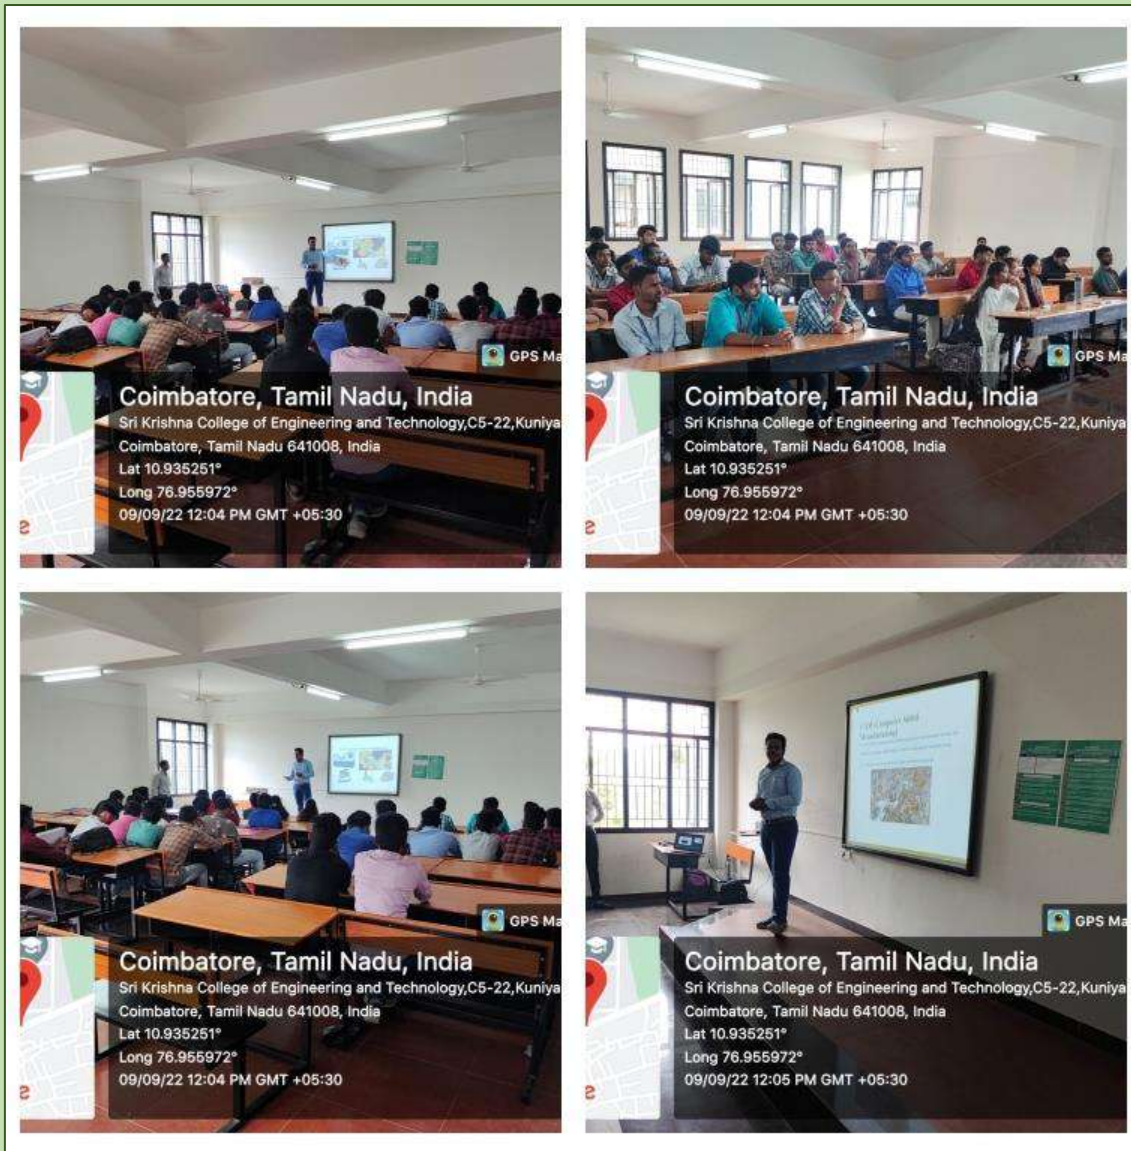 GPS Ma
Coimbatore, Tamil Nadu, India
Sri Krishna College of Engineering and Technology,C5-22,Kuniya
Coimbatore, Tamil Nadu 641008, India
Lat 10.935251°
Long 76.955972°
09/09/22 12:04 PM GMT +05:30
GPS Ma
Coimbatore, Tamil Nadu, India
Sri Krishna College of Engineering and Technology,C5-22,Kuniya
Coimbatore, Tamil Nadu 641008, India
Lat 10.935251°
Long 76.955972°
09/09/22 12:04 PM GMT +05:30
GPS Ma
Coimbatore, Tamil Nadu, India
Sri Krishna College of Engineering and Technology,C5-22,Kuniya
Coimbatore, Tamil Nadu 641008, India
Lat 10.935251°
Long 76.955972°
09/09/22 12:04 PM GMT +05:30
GPS Ma
Coimbatore, Tamil Nadu, India
Sri Krishna College of Engineering and Technology,C5-22,Kuniya
Coimbatore, Tamil Nadu 641008, India
Lat 10.935251°
Long 76.955972°
09/09/22 12:05 PM GMT +05:30